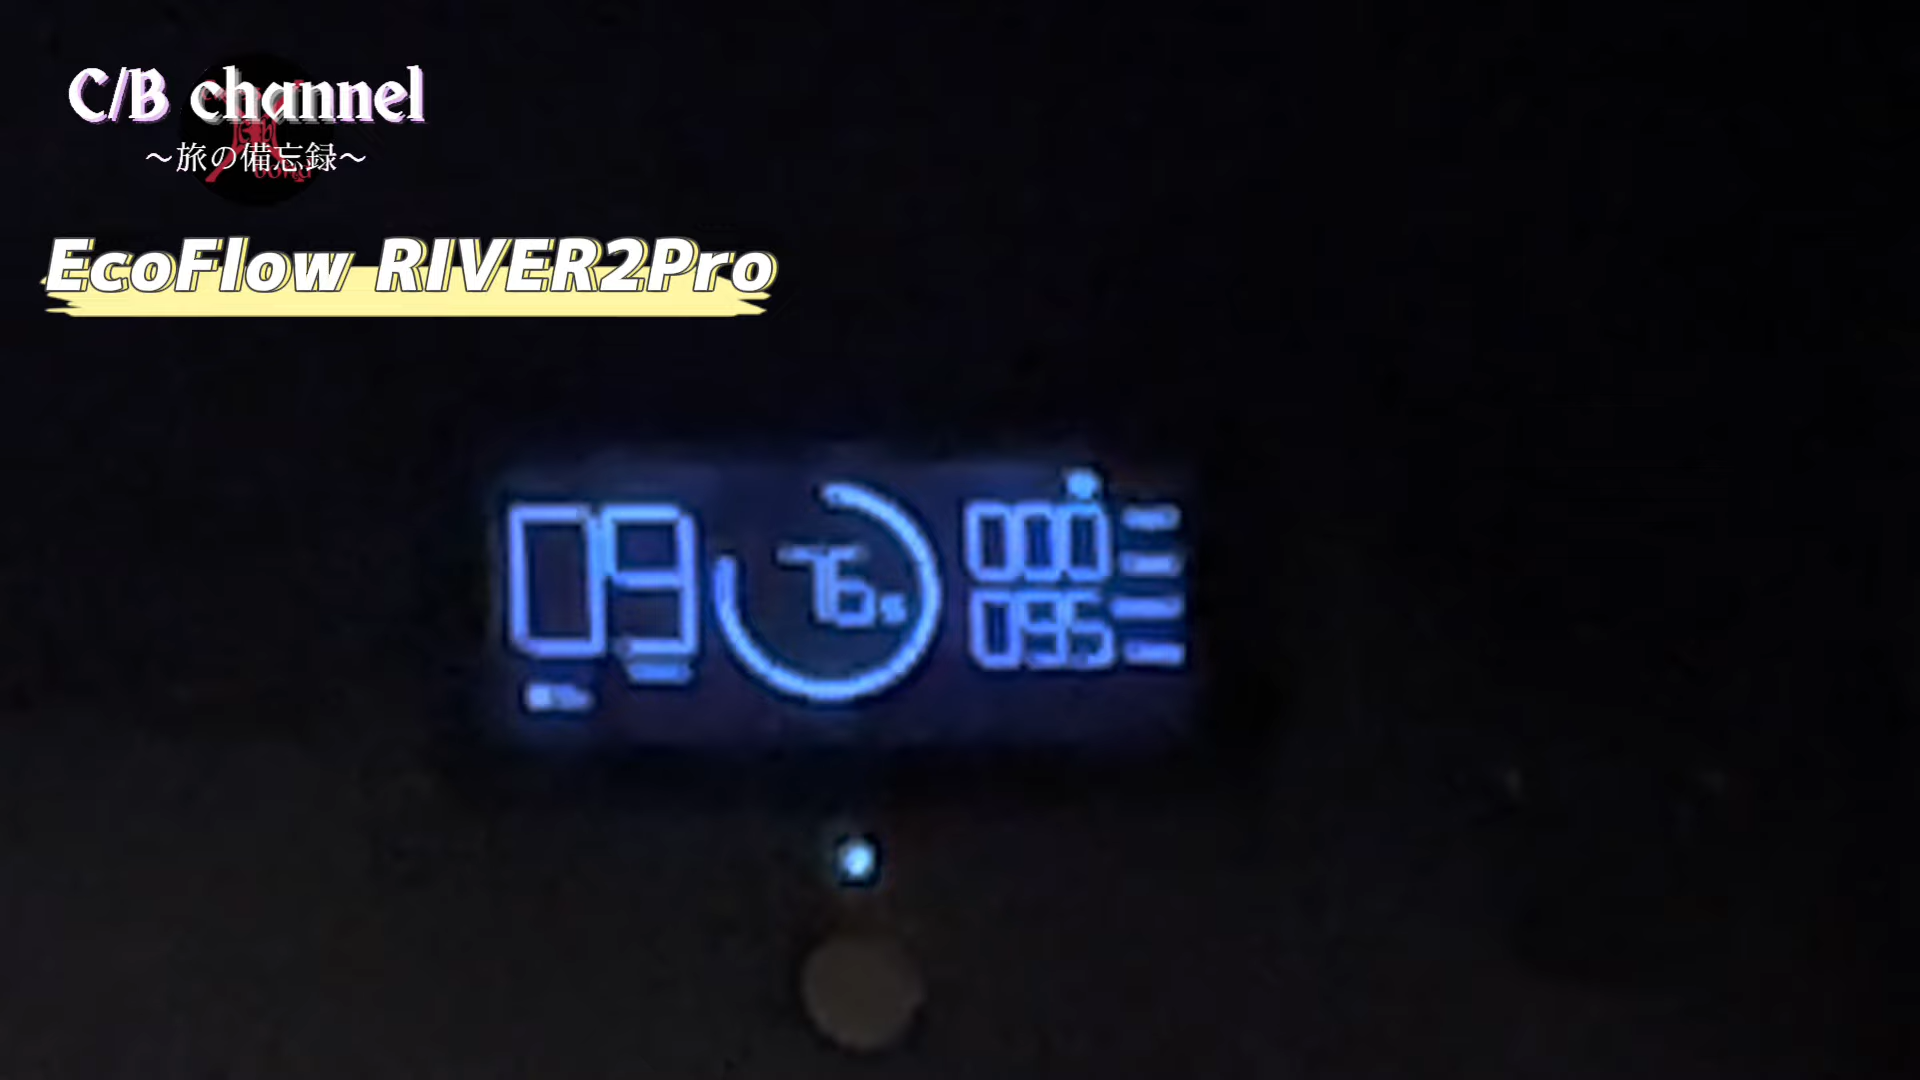 C/B channel
～旅の備忘録～
EcoFlow RIVER2Pro
09 76% 000
095